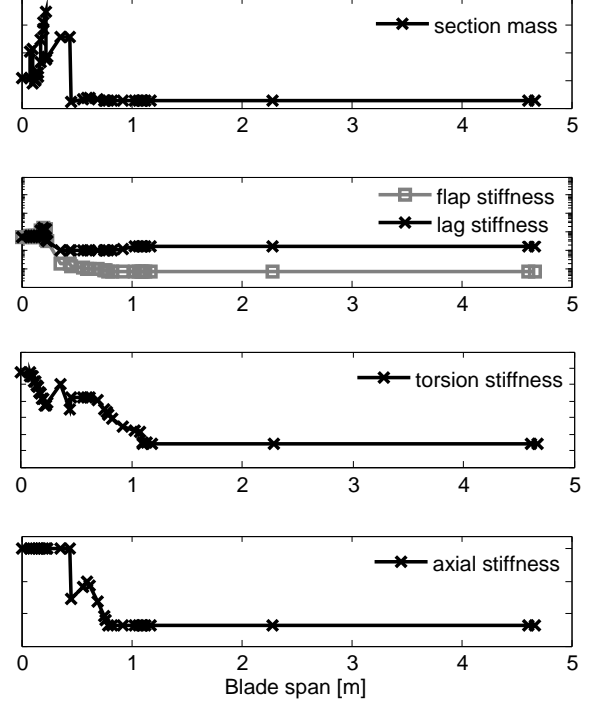 section mass
0 1 2 3 4 5
flap stiffness
lag stiffness
0 1 2 3 4 5
torsion stiffness
0 1 2 3 4 5
axial stiffness
0 1 2 3 4 5
Blade span [m]